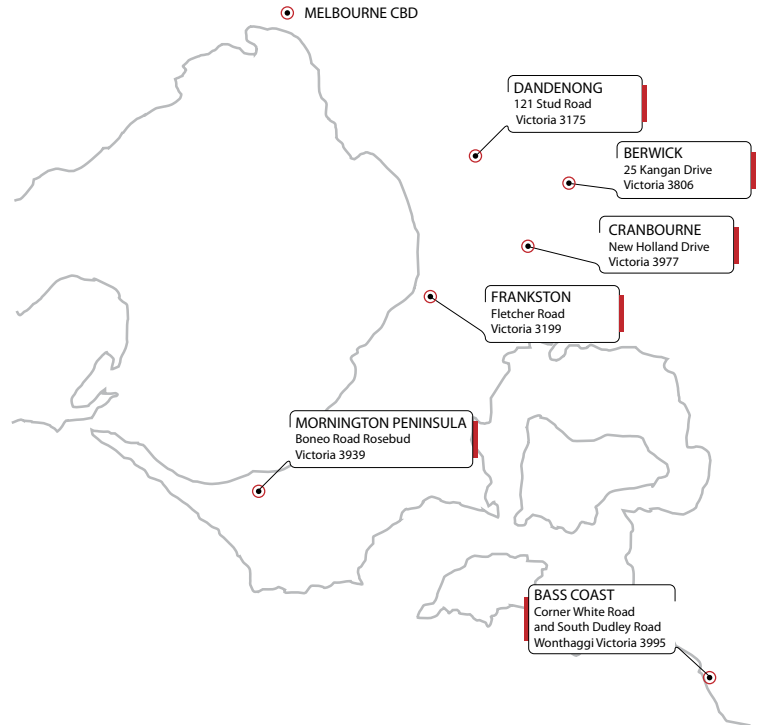 MELBOURNE CBD
DANDENONG
121 Stud Road
Victoria 3175
BERWICK
25 Kangan Drive
Victoria 3806
CRANBOURNE
New Holland Drive
Victoria 3977
FRANKSTON
Fletcher Road
Victoria 3199
MORNINGTON PENINSULA
Boneo Road Rosebud
Victoria 3939
BASS COAST
Corner White Road
and South Dudley Road
Wonthaggi Victoria 3995